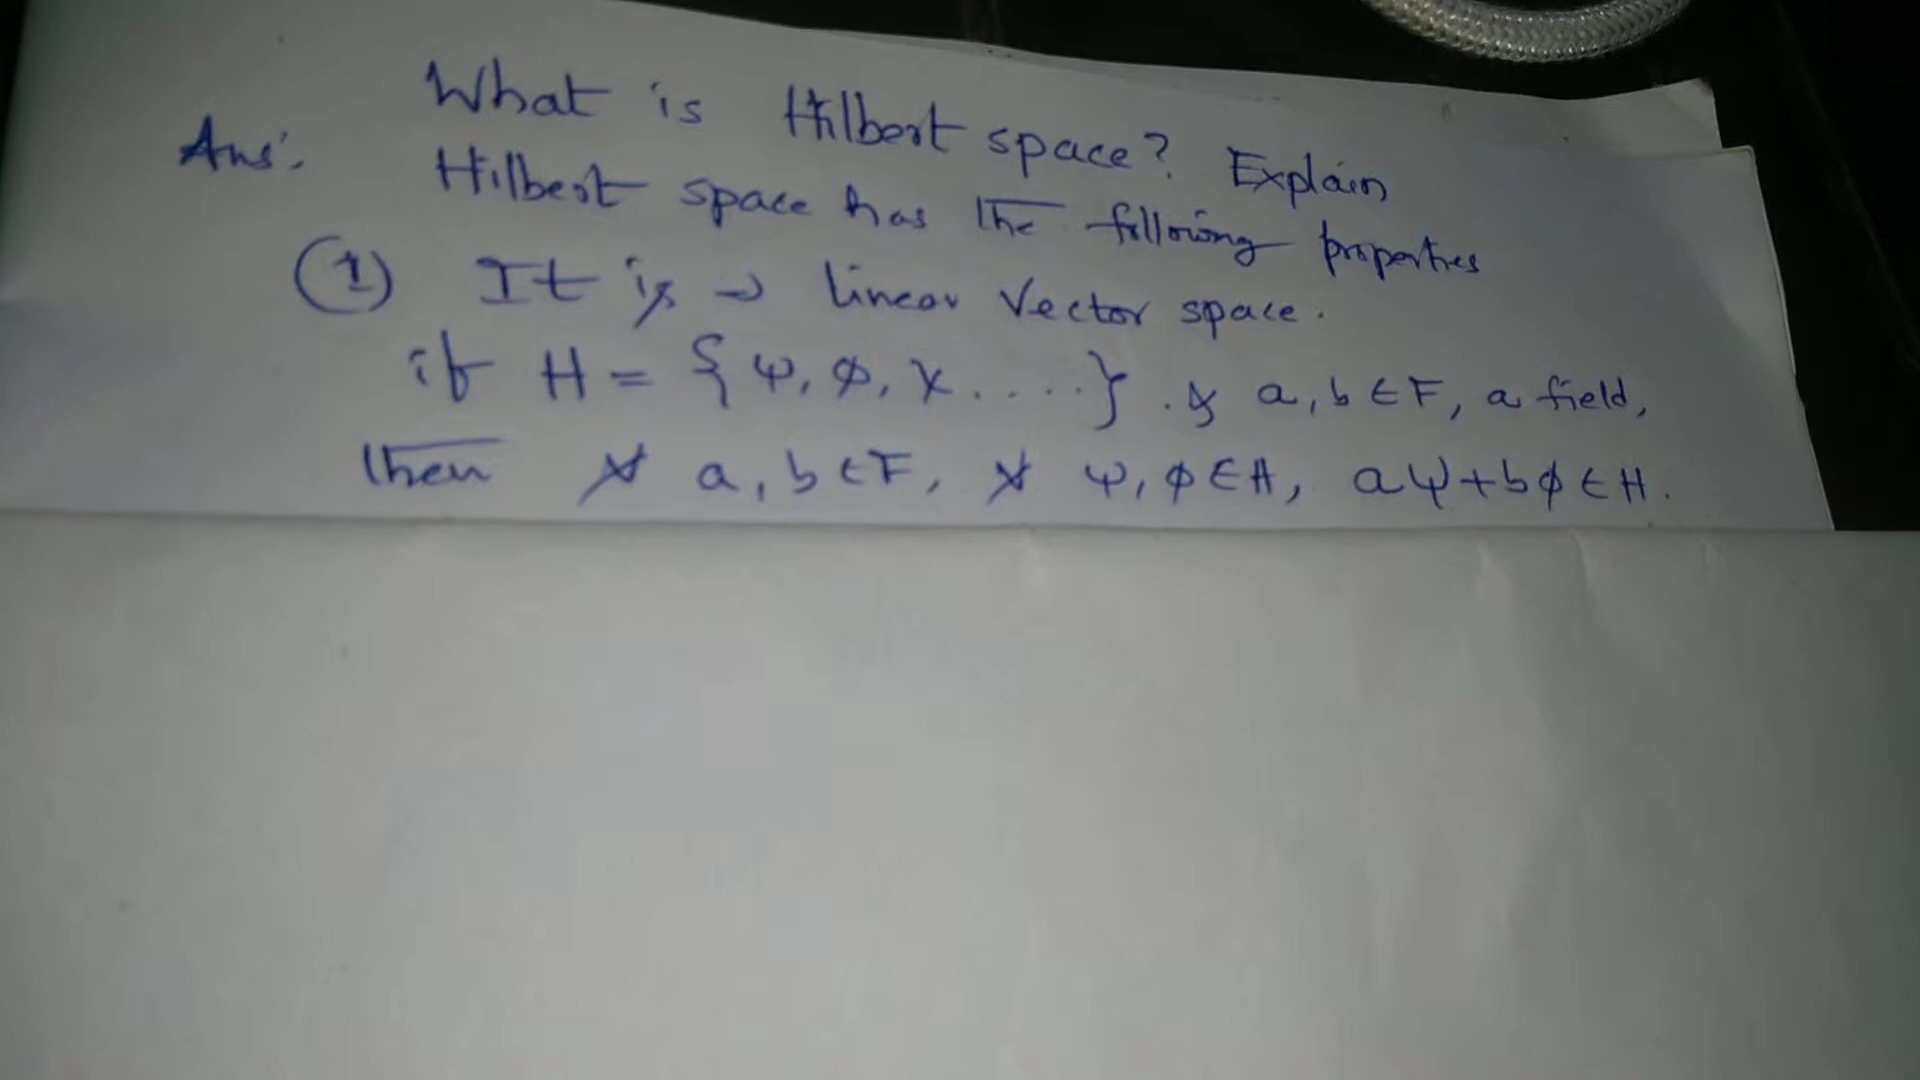 What is Hilbert space? Explain
Ans: Hilbert space has the following properties
(1) It is → linear vector space.
if H = {ψ, φ, χ.....} . & a, b ∈ F, a field,
then ∀ a, b ∈ F, ∀ ψ, φ ∈ H, aψ + bφ ∈ H.